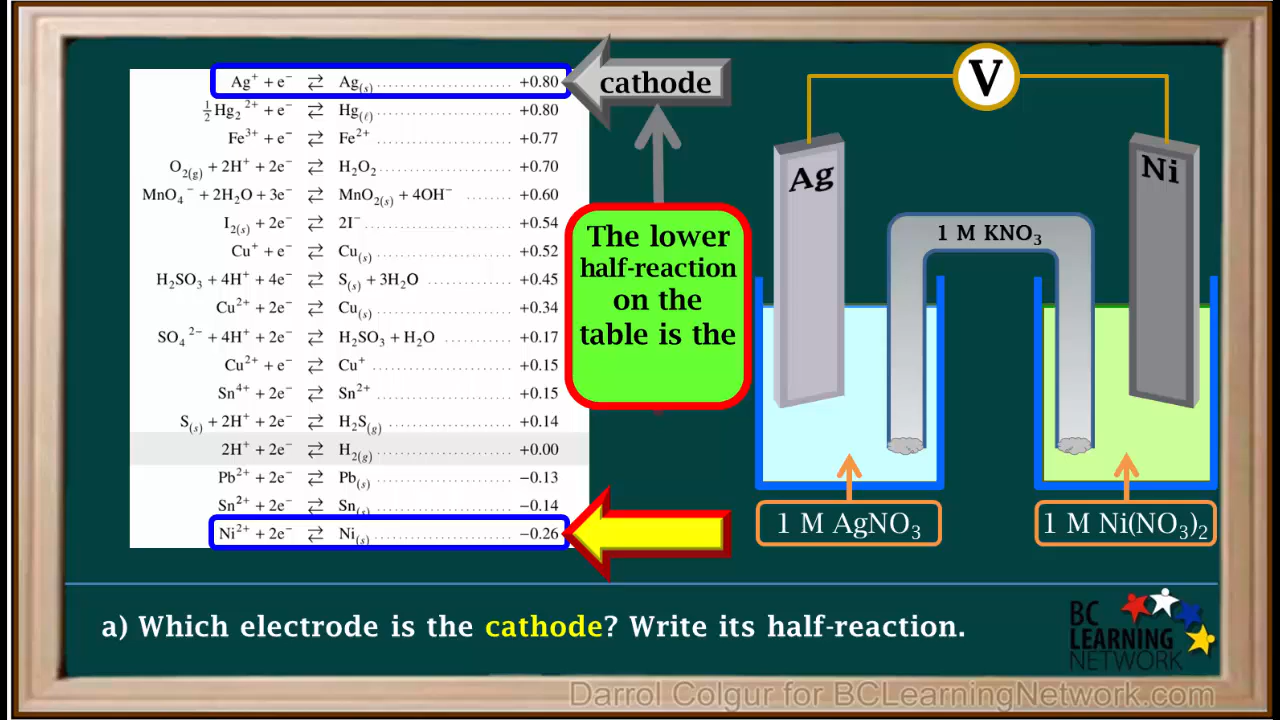 Ag⁺ + e⁻ ⇄ Ag₍ₛ₎ ........................ +0.80
½Hg₂²⁺ + e⁻ ⇄ Hg₍ℓ₎ ........................ +0.80
Fe³⁺ + e⁻ ⇄ Fe²⁺ ........................ +0.77
O₂(g) + 2H⁺ + 2e⁻ ⇄ H₂O₂ ........................ +0.70
MnO₄⁻ + 2H₂O + 3e⁻ ⇄ MnO₂(s) + 4OH⁻ ........ +0.60
I₂(s) + 2e⁻ ⇄ 2I⁻ ........................ +0.54
Cu⁺ + e⁻ ⇄ Cu₍ₛ₎ ........................ +0.52
H₂SO₃ + 4H⁺ + 4e⁻ ⇄ S₍ₛ₎ + 3H₂O .............. +0.45
Cu²⁺ + 2e⁻ ⇄ Cu₍ₛ₎ ........................ +0.34
SO₄²⁻ + 4H⁺ + 2e⁻ ⇄ H₂SO₃ + H₂O ........... +0.17
Cu²⁺ + e⁻ ⇄ Cu⁺ ........................ +0.15
Sn⁴⁺ + 2e⁻ ⇄ Sn²⁺ ........................ +0.15
S₍ₛ₎ + 2H⁺ + 2e⁻ ⇄ H₂S(g) ........................ +0.14
2H⁺ + 2e⁻ ⇄ H₂(g) ........................ +0.00
Pb²⁺ + 2e⁻ ⇄ Pb₍ₛ₎ ........................ −0.13
Sn²⁺ + 2e⁻ ⇄ Sn₍ₛ₎ ........................ −0.14
Ni²⁺ + 2e⁻ ⇄ Ni₍ₛ₎ ........................ −0.26
cathode
The lower
half-reaction
on the
table is the
V
Ag
Ni
1 M KNO₃
1 M AgNO₃
1 M Ni(NO₃)₂
a) Which electrode is the cathode? Write its half-reaction.
BC
LEARNING
NETWORK
Darrol Colgur for BCLearningNetwork.com